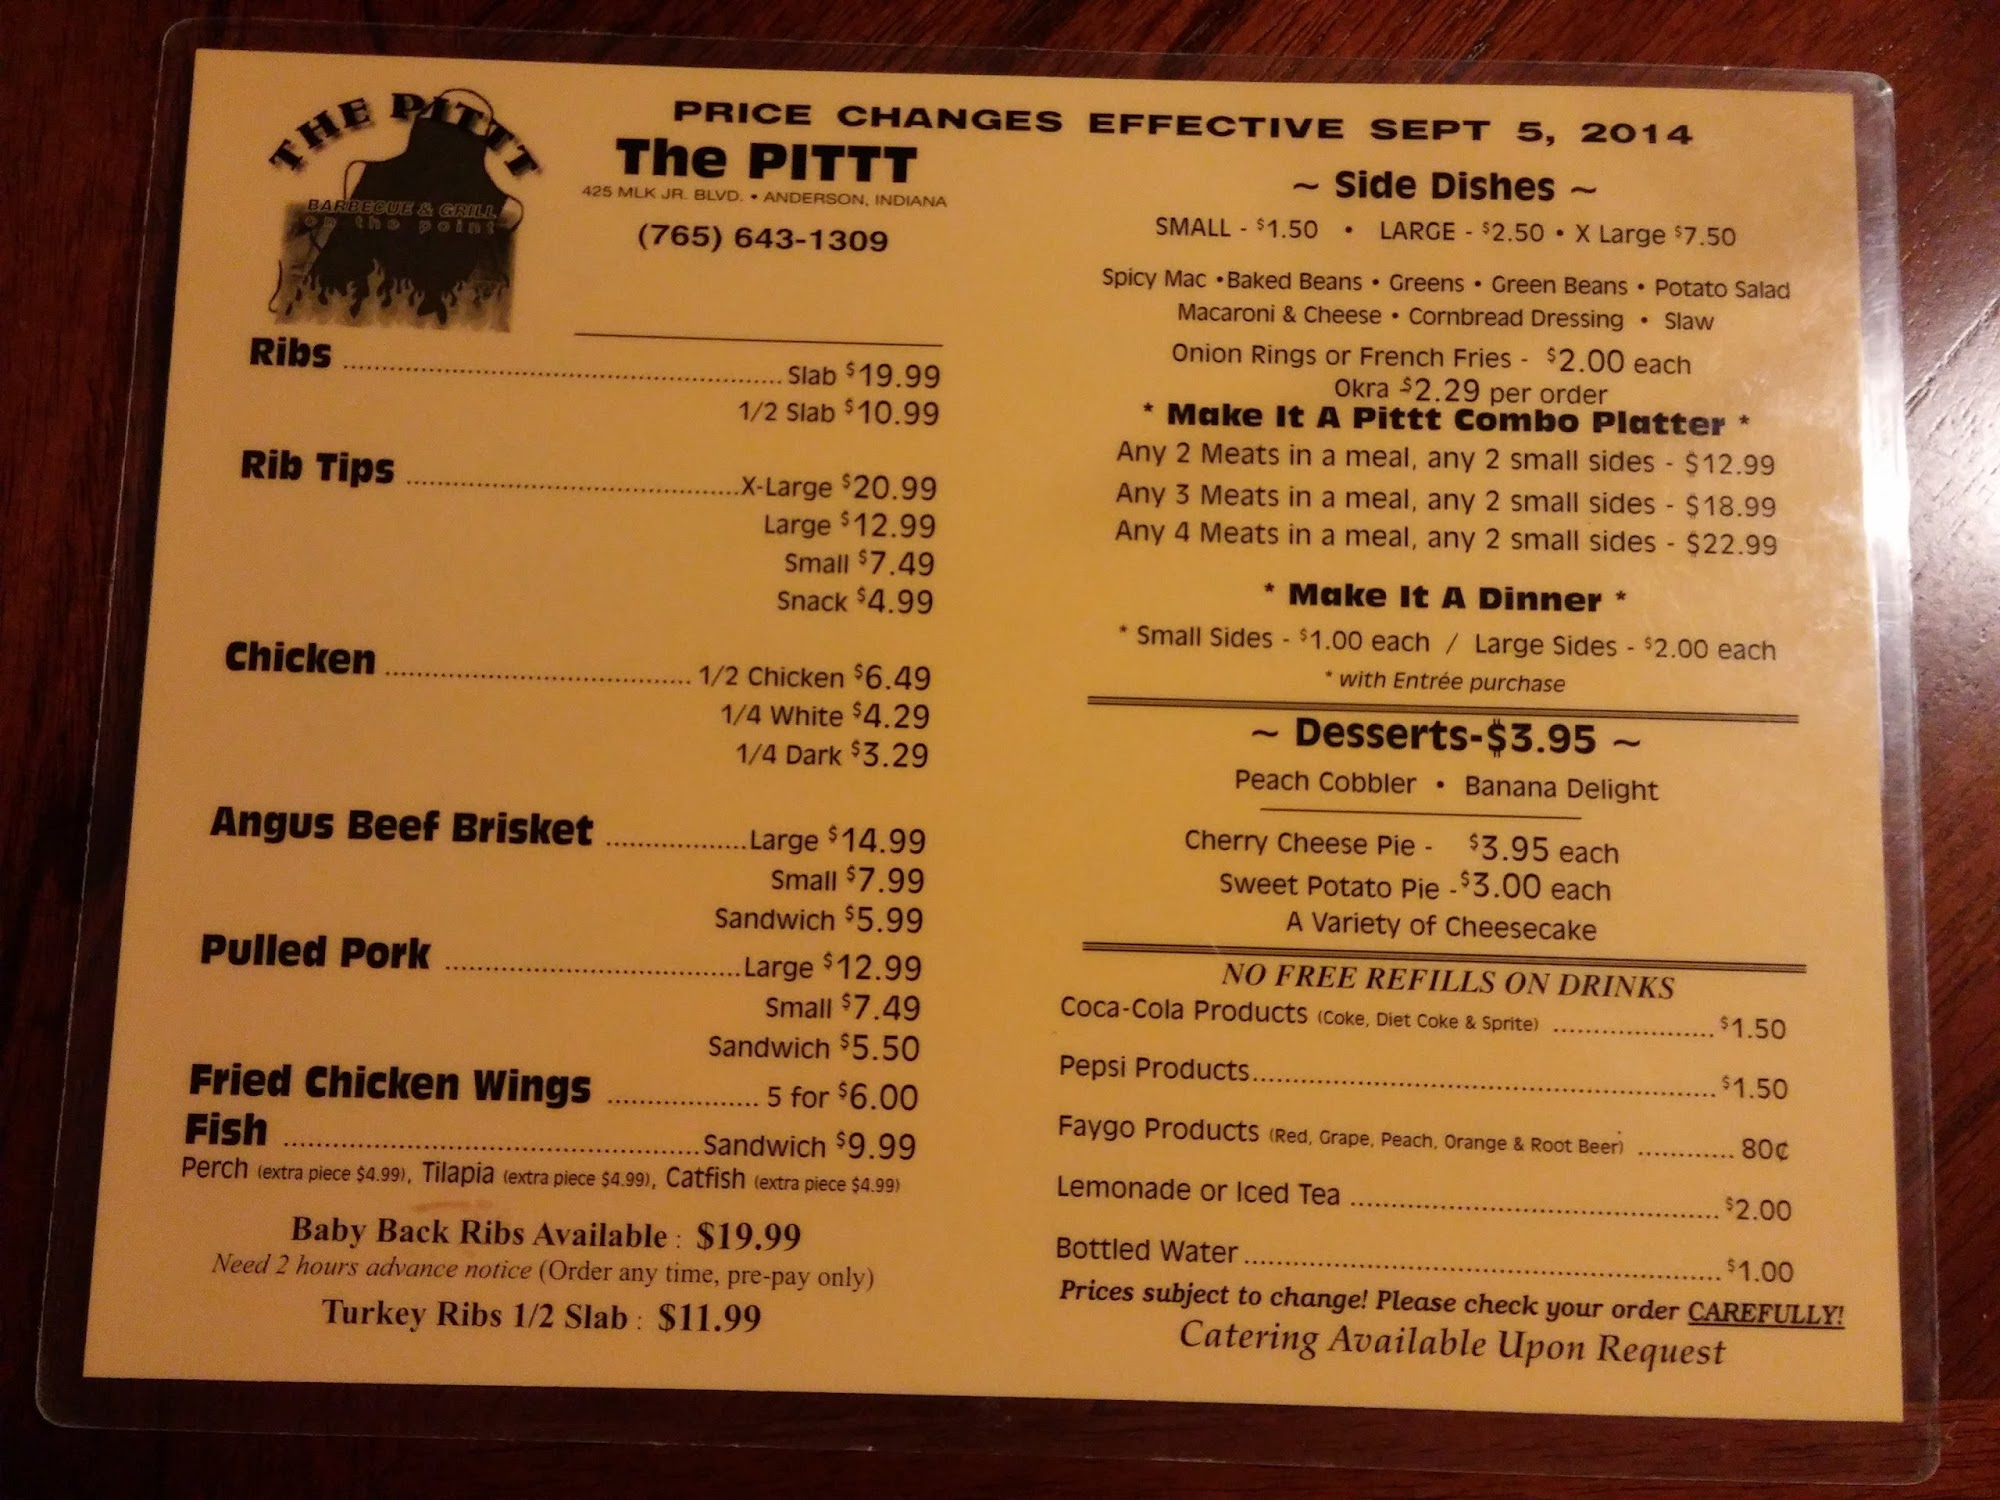 THE PITTT
BARBECUE & GRILL
on the point
PRICE CHANGES EFFECTIVE SEPT 5, 2014
The PITTT
425 MLK JR. BLVD. • ANDERSON, INDIANA
(765) 643-1309
Ribs ........ Slab $19.99
1/2 Slab $10.99
Rib Tips ........ X-Large $20.99
Large $12.99
Small $7.49
Snack $4.99
Chicken ........ 1/2 Chicken $6.49
1/4 White $4.29
1/4 Dark $3.29
Angus Beef Brisket ........ Large $14.99
Small $7.99
Sandwich $5.99
Pulled Pork ........ Large $12.99
Small $7.49
Sandwich $5.50
Fried Chicken Wings ........ 5 for $6.00
Fish ........ Sandwich $9.99
Perch (extra piece $4.99), Tilapia (extra piece $4.99), Catfish (extra piece $4.99)
Baby Back Ribs Available : $19.99
Need 2 hours advance notice (Order any time, pre-pay only)
Turkey Ribs 1/2 Slab : $11.99
~ Side Dishes ~
SMALL - $1.50 • LARGE - $2.50 • X Large $7.50
Spicy Mac • Baked Beans • Greens • Green Beans • Potato Salad
Macaroni & Cheese • Cornbread Dressing • Slaw
Onion Rings or French Fries - $2.00 each
Okra $2.29 per order
* Make It A Pittt Combo Platter *
Any 2 Meats in a meal, any 2 small sides - $12.99
Any 3 Meats in a meal, any 2 small sides - $18.99
Any 4 Meats in a meal, any 2 small sides - $22.99
* Make It A Dinner *
* Small Sides - $1.00 each / Large Sides - $2.00 each
* with Entrée purchase
~ Desserts-$3.95 ~
Peach Cobbler • Banana Delight
Cherry Cheese Pie - $3.95 each
Sweet Potato Pie - $3.00 each
A Variety of Cheesecake
NO FREE REFILLS ON DRINKS
Coca-Cola Products (Coke, Diet Coke & Sprite) ........ $1.50
Pepsi Products ........ $1.50
Faygo Products (Red, Grape, Peach, Orange & Root Beer) ........ 80¢
Lemonade or Iced Tea ........ $2.00
Bottled Water ........ $1.00
Prices subject to change! Please check your order CAREFULLY!
Catering Available Upon Request